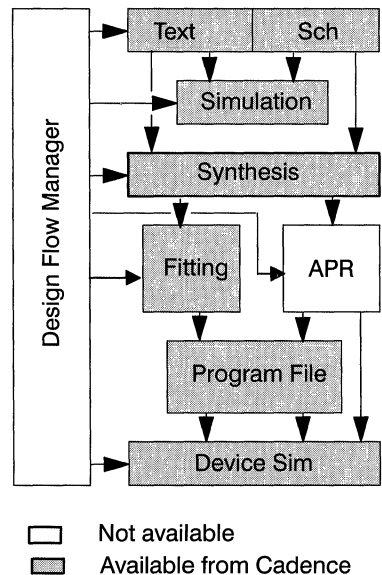 Design Flow Manager
Text
Sch
Simulation
Synthesis
Fitting
APR
Program File
Device Sim
Not available
Available from Cadence